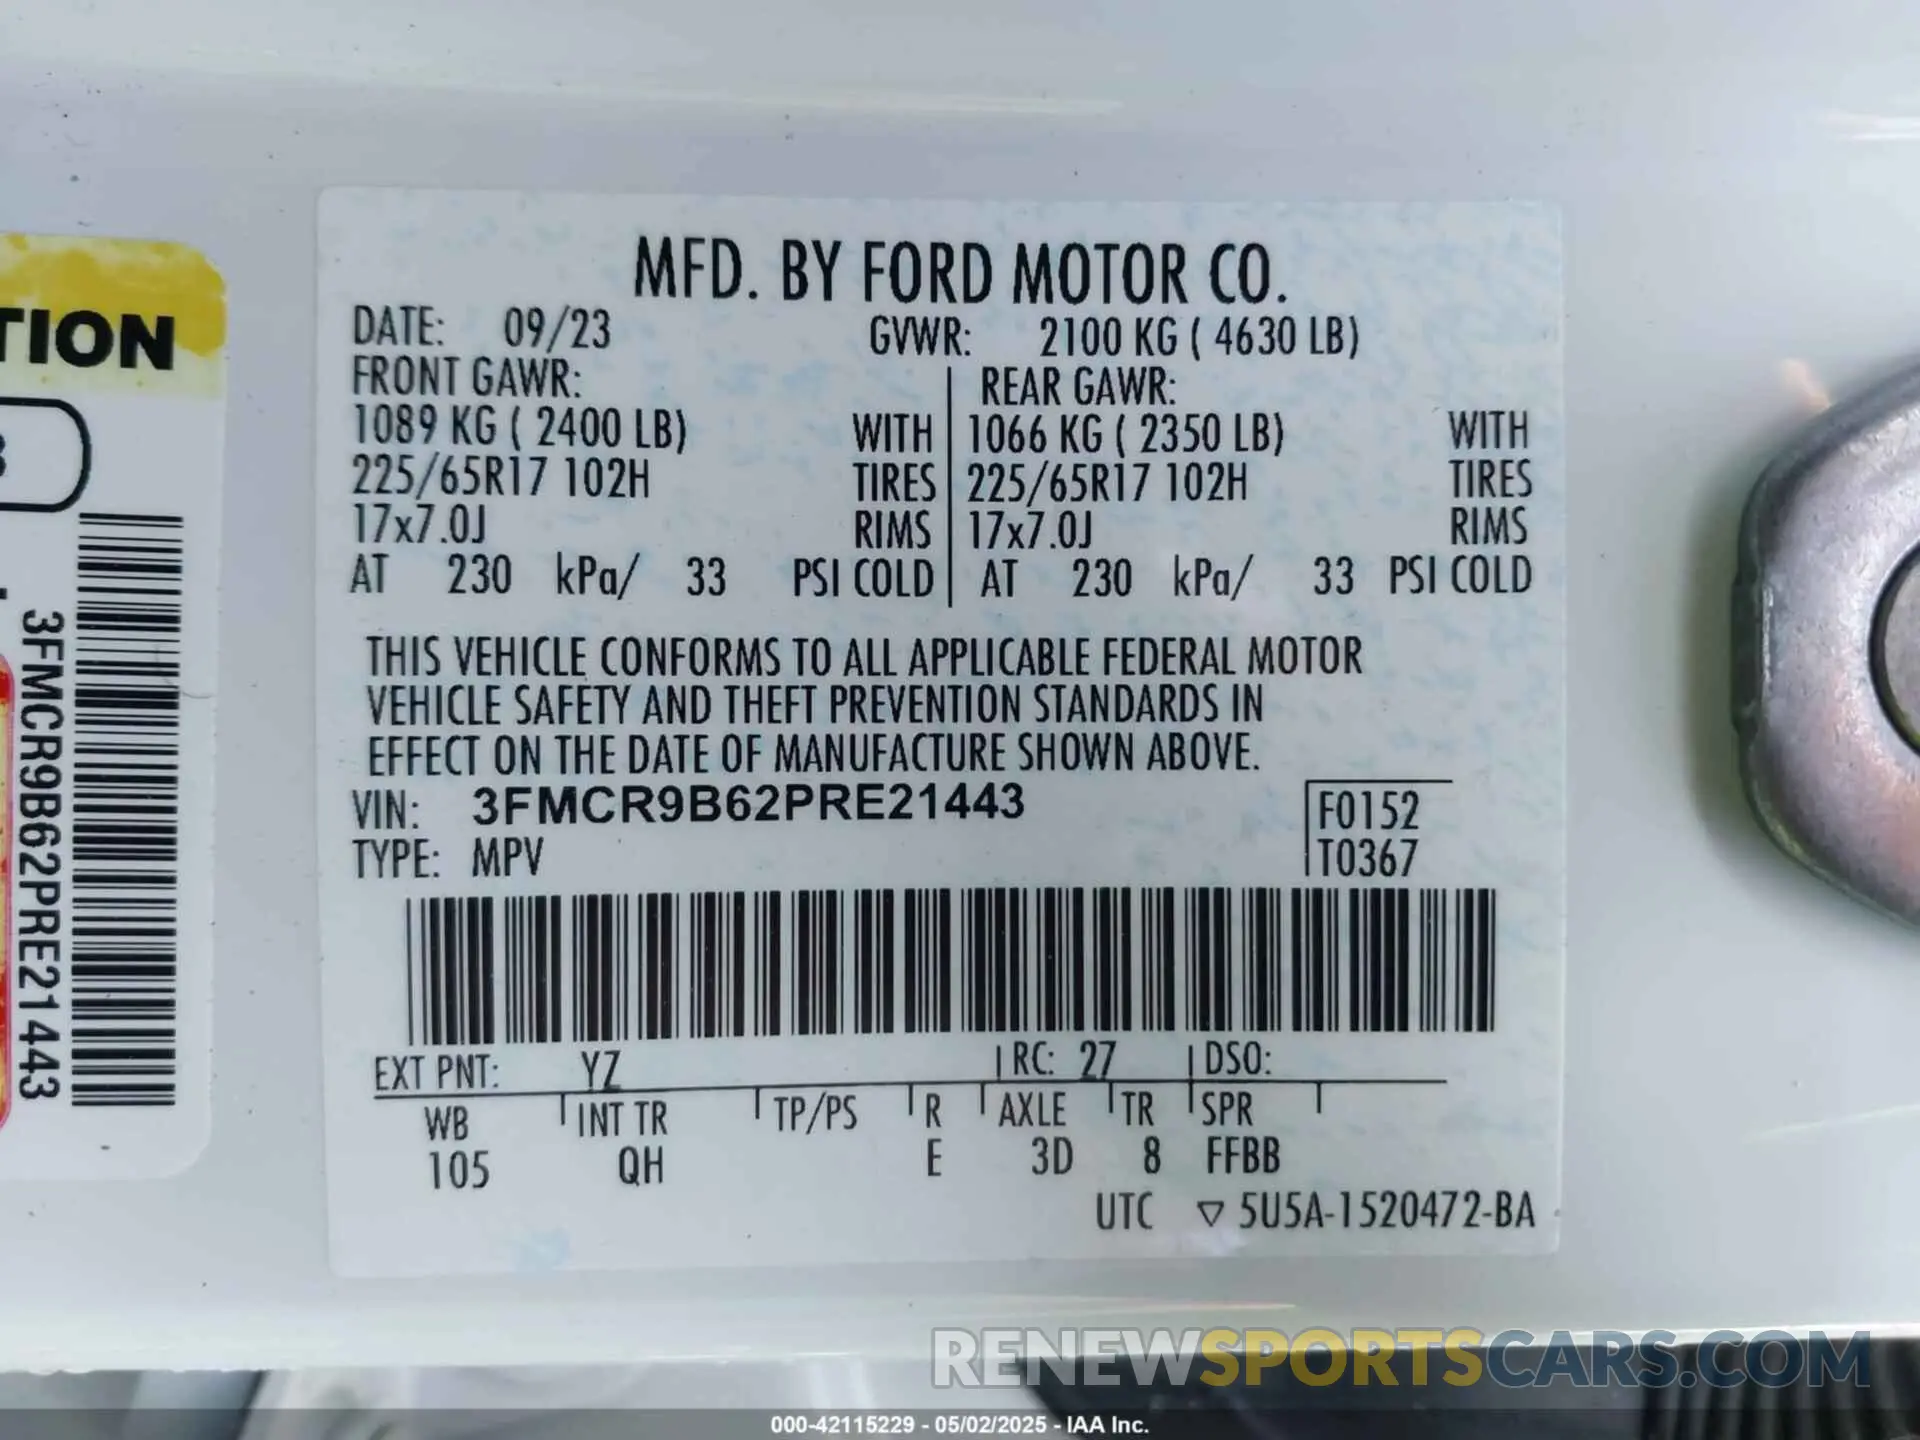 MFD. BY FORD MOTOR CO.
DATE: 09/23 GVWR: 2100 KG ( 4630 LB)
FRONT GAWR: REAR GAWR:
1089 KG ( 2400 LB) WITH 1066 KG ( 2350 LB) WITH
225/65R17 102H TIRES 225/65R17 102H TIRES
17x7.0J RIMS 17x7.0J RIMS
AT 230 kPa/ 33 PSI COLD AT 230 kPa/ 33 PSI COLD
THIS VEHICLE CONFORMS TO ALL APPLICABLE FEDERAL MOTOR
VEHICLE SAFETY AND THEFT PREVENTION STANDARDS IN
EFFECT ON THE DATE OF MANUFACTURE SHOWN ABOVE.
VIN: 3FMCR9B62PRE21443 F0152
TYPE: MPV T0367
EXT PNT: YZ RC: 27 DSO:
WB INT TR TP/PS R AXLE TR SPR
105 QH E 3D 8 FFBB
UTC ▽ 5U5A-1520472-BA
TION
3FMCR9B62PRE21443
RENEWSPORTSCARS.COM
000-42115229 - 05/02/2025 - IAA Inc.